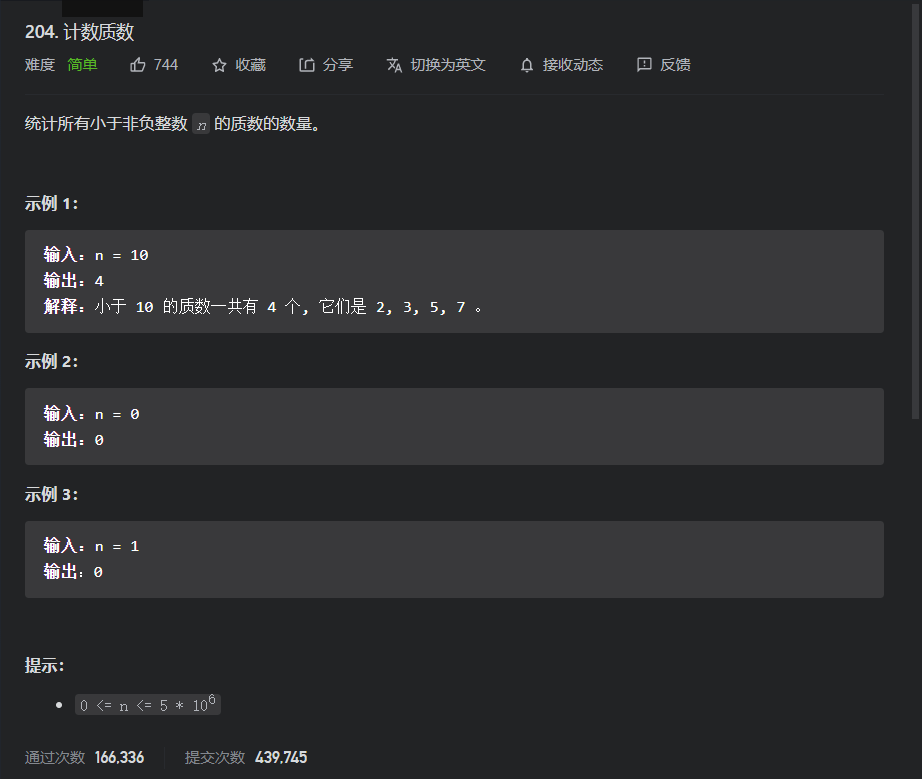 204. 计数质数
难度 简单 744 收藏 分享 切换为英文 接收动态 反馈
统计所有小于非负整数 n 的质数的数量。
示例 1：
输入：n = 10
输出：4
解释：小于 10 的质数一共有 4 个, 它们是 2, 3, 5, 7 。
示例 2：
输入：n = 0
输出：0
示例 3：
输入：n = 1
输出：0
提示：
• 0 <= n <= 5 * 10⁶
通过次数 166,336 提交次数 439,745